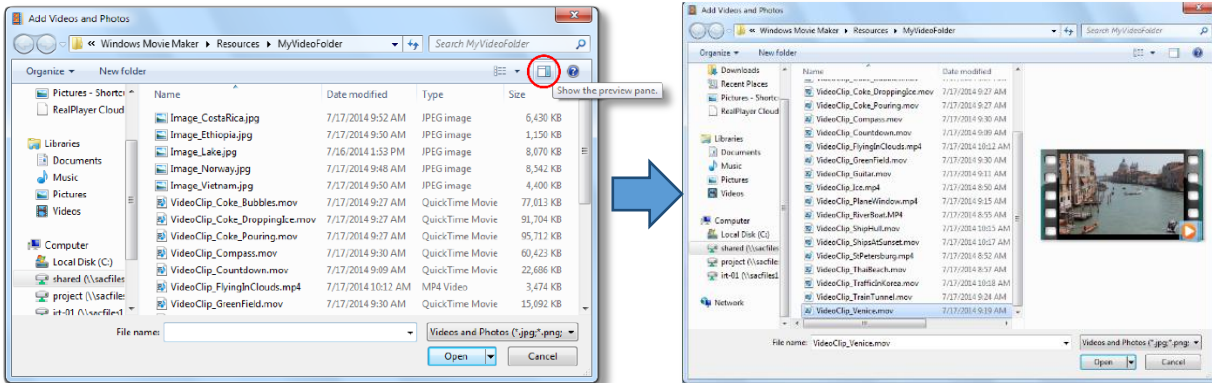 Add Videos and Photos
« Windows Movie Maker ▸ Resources ▸ MyVideoFolder
Search MyVideoFolder
Organize
New folder
Show the preview pane.
Pictures - Shortc
RealPlayer Cloud
Libraries
Documents
Music
Pictures
Videos
Computer
Local Disk (C:)
shared (\\sacfiles
project (\\sacfiles
irt-01 (\\sacfiles1
Name Date modified Type Size
Image_CostaRica.jpg 7/17/2014 9:52 AM JPEG image 6,430 KB
Image_Ethiopia.jpg 7/17/2014 9:50 AM JPEG image 1,150 KB
Image_Lake.jpg 7/16/2014 1:53 PM JPEG image 8,070 KB
Image_Norway.jpg 7/17/2014 9:48 AM JPEG image 8,542 KB
Image_Vietnam.jpg 7/17/2014 9:50 AM JPEG image 4,400 KB
VideoClip_Coke_Bubbles.mov 7/17/2014 9:27 AM QuickTime Movie 77,013 KB
VideoClip_Coke_DroppingIce.mov 7/17/2014 9:27 AM QuickTime Movie 91,704 KB
VideoClip_Coke_Pouring.mov 7/17/2014 9:27 AM QuickTime Movie 95,712 KB
VideoClip_Compass.mov 7/17/2014 9:30 AM QuickTime Movie 60,423 KB
VideoClip_Countdown.mov 7/17/2014 9:09 AM QuickTime Movie 22,686 KB
VideoClip_FlyingInClouds.mp4 7/17/2014 10:12 AM MP4 Video 3,474 KB
VideoClip_GreenField.mov 7/17/2014 9:30 AM QuickTime Movie 15,092 KB
File name:
Videos and Photos (*.jpg;*.png;
Open
Cancel
Add Videos and Photos
« Windows Movie Maker ▸ Resources ▸ MyVideoFolder
Search MyVideoFolder
Organize
New folder
Downloads
Recent Places
Pictures - Shortc
RealPlayer Cloud
Libraries
Documents
Music
Pictures
Videos
Computer
Local Disk (C:)
shared (\\sacfiles
project (\\sacfile
irt-01 (\\sacfiles1
Network
Name Date modified
VideoClip_Coke_DroppingIce.mov 7/17/2014 9:27 AM
VideoClip_Coke_Pouring.mov 7/17/2014 9:27 AM
VideoClip_Compass.mov 7/17/2014 9:30 AM
VideoClip_Countdown.mov 7/17/2014 9:09 AM
VideoClip_FlyingInClouds.mp4 7/17/2014 10:12 AM
VideoClip_GreenField.mov 7/17/2014 9:30 AM
VideoClip_Guitar.mov 7/17/2014 9:11 AM
VideoClip_Ice.mp4 7/17/2014 8:50 AM
VideoClip_PlaneWindow.mp4 7/17/2014 9:15 AM
VideoClip_RiverBoat.MP4 7/17/2014 8:55 AM
VideoClip_ShipHull.mov 7/17/2014 10:15 AM
VideoClip_ShipsAtSunset.mov 7/17/2014 10:17 AM
VideoClip_StPetersburg.mp4 7/17/2014 8:52 AM
VideoClip_ThaiBeach.mov 7/17/2014 8:57 AM
VideoClip_TrafficInKorea.mov 7/17/2014 10:18 AM
VideoClip_TrainTunnel.mov 7/17/2014 9:24 AM
VideoClip_Venice.mov 7/17/2014 9:19 AM
File name: VideoClip_Venice.mov
Videos and Photos (*.jpg;*.png;
Open
Cancel